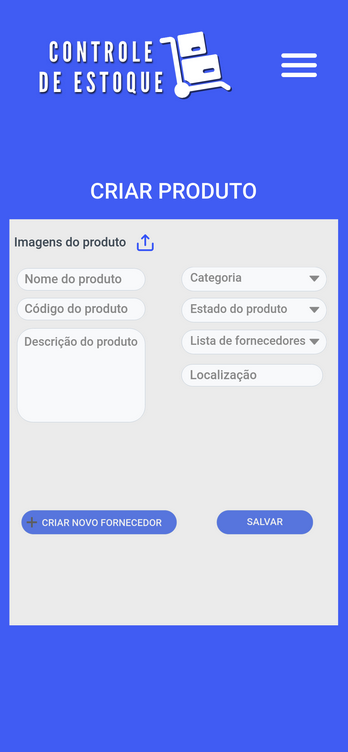 CONTROLE
DE ESTOQUE
CRIAR PRODUTO
Imagens do produto
Nome do produto
Código do produto
Descrição do produto
Categoria
Estado do produto
Lista de fornecedores
Localização
CRIAR NOVO FORNECEDOR
SALVAR